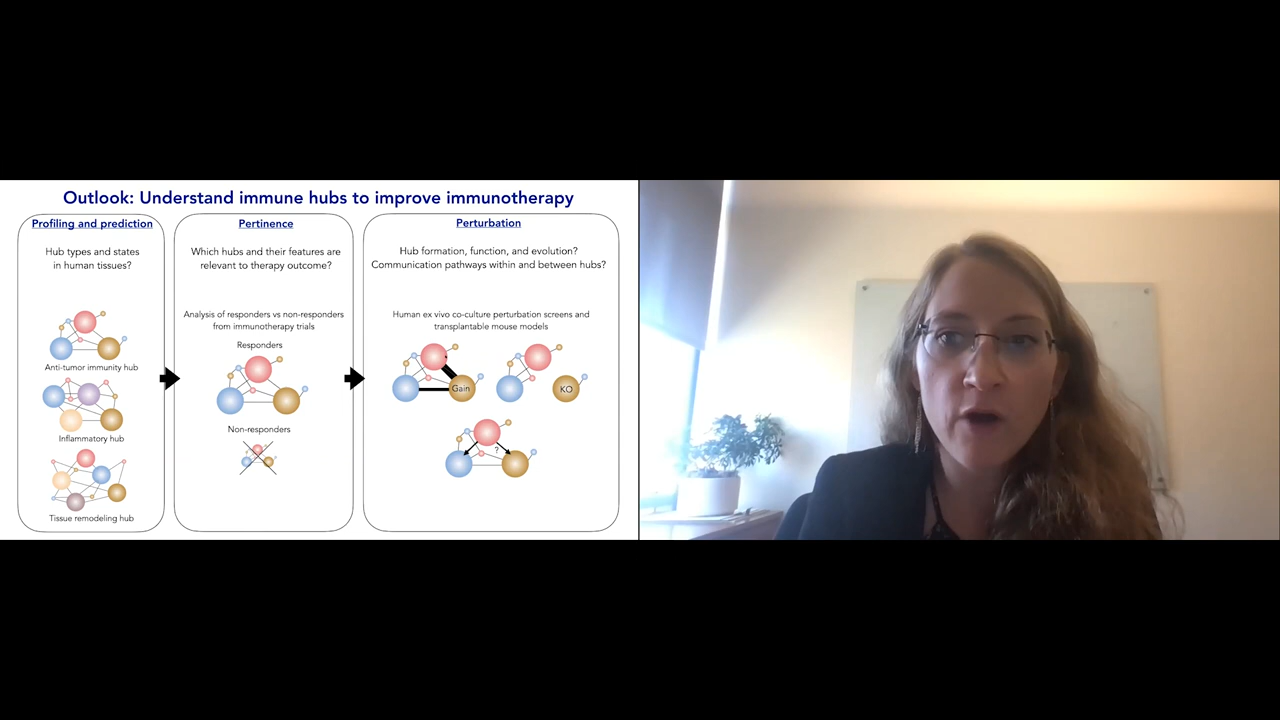 Outlook: Understand immune hubs to improve immunotherapy
Profiling and prediction
Hub types and states
in human tissues?
Anti-tumor immunity hub
Inflammatory hub
Tissue remodeling hub
Pertinence
Which hubs and their features are
relevant to therapy outcome?
Analysis of responders vs non-responders
from immunotherapy trials
Responders
Non-responders
Perturbation
Hub formation, function, and evolution?
Communication pathways within and between hubs?
Human ex vivo co-culture perturbation screens and
transplantable mouse models
Gain
KO
?